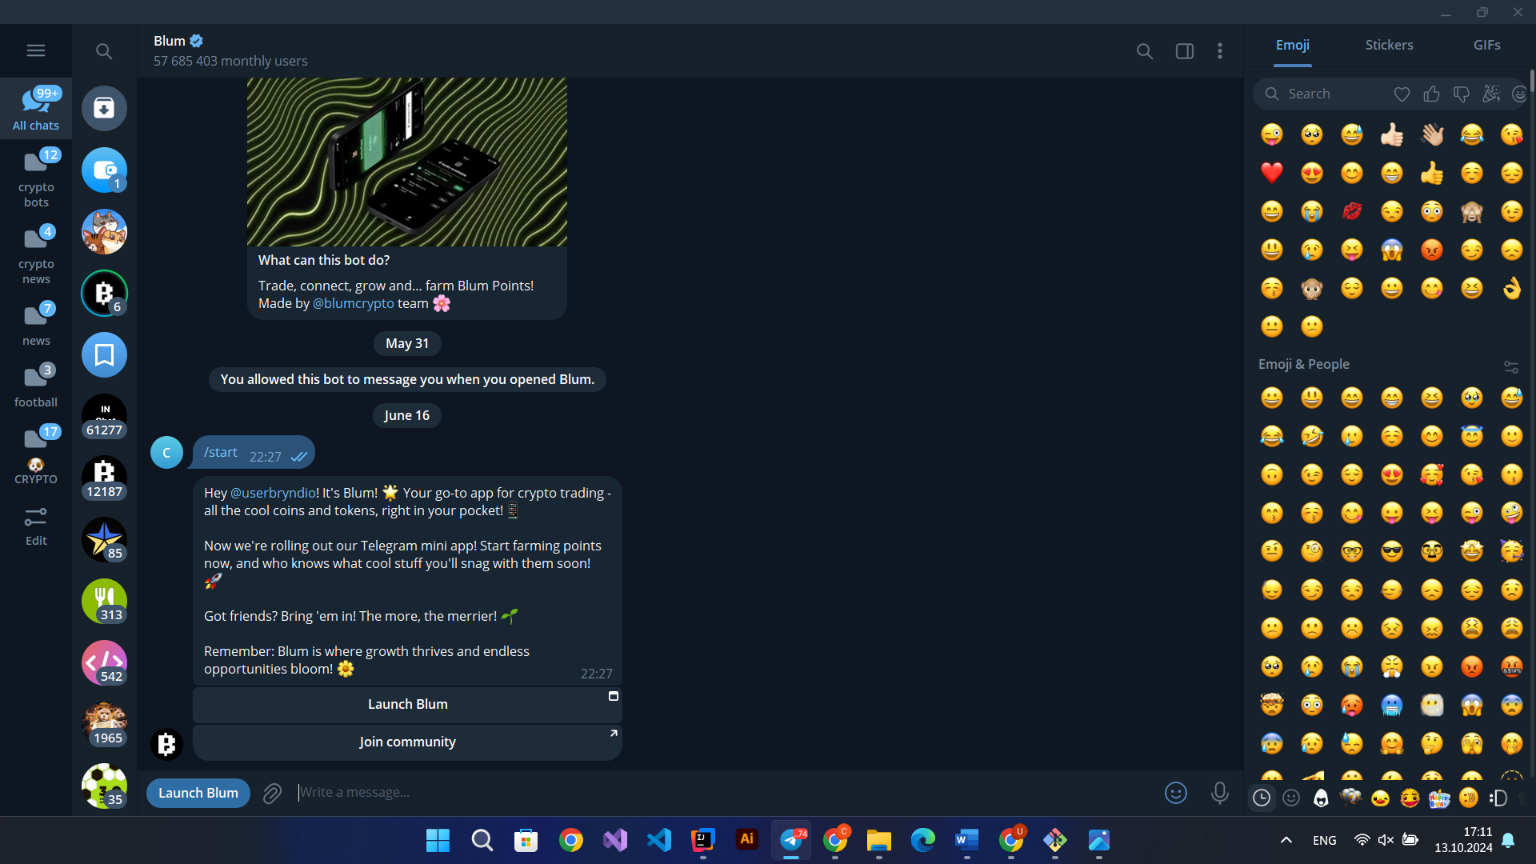 Blum
57 685 403 monthly users
Emoji
Stickers
GIFs
Search
99+
All chats
12
crypto
bots
4
crypto
news
7
news
3
football
17
CRYPTO
Edit
1
6
IN
61277
12187
85
313
542
1965
35
What can this bot do?
Trade, connect, grow and... farm Blum Points!
Made by @blumcrypto team
May 31
You allowed this bot to message you when you opened Blum.
June 16
C
/start 22:27
Hey @userbryndio! It's Blum! 🌟 Your go-to app for crypto trading -
all the cool coins and tokens, right in your pocket!
Now we're rolling out our Telegram mini app! Start farming points
now, and who knows what cool stuff you'll snag with them soon!
🚀
Got friends? Bring 'em in! The more, the merrier! 🌱
Remember: Blum is where growth thrives and endless
opportunities bloom! 🌼
22:27
Launch Blum
Join community
Launch Blum
Write a message...
Emoji & People
:D
Ai
74
C
W
U
ENG
17:11
13.10.2024